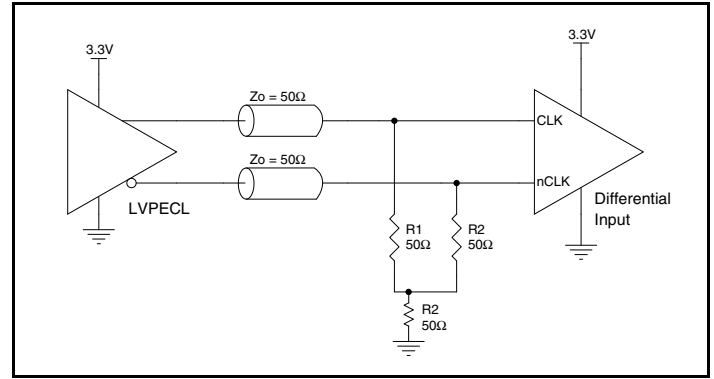 3.3V
3.3V
Zo = 50Ω
CLK
Zo = 50Ω
nCLK
LVPECL
Differential
Input
R1
50Ω
R2
50Ω
R2
50Ω